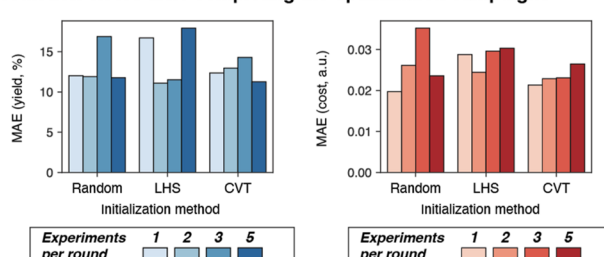 MAE (yield, %)
15
10
5
0
Random LHS CVT
Initialization method
Experiments 1 2 3 5
per round
MAE (cost, a.u.)
0.03
0.02
0.01
0.00
Random LHS CVT
Initialization method
Experiments 1 2 3 5
per round